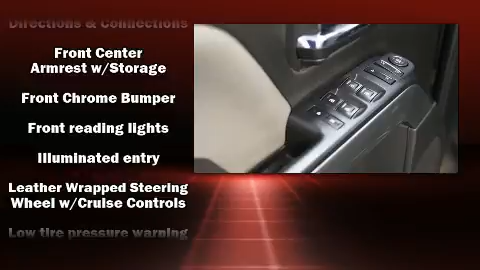 Directions & Connections
Front Center
Armrest w/Storage
Front Chrome Bumper
Front reading lights
Illuminated entry
Leather Wrapped Steering
Wheel w/Cruise Controls
Low tire pressure warning